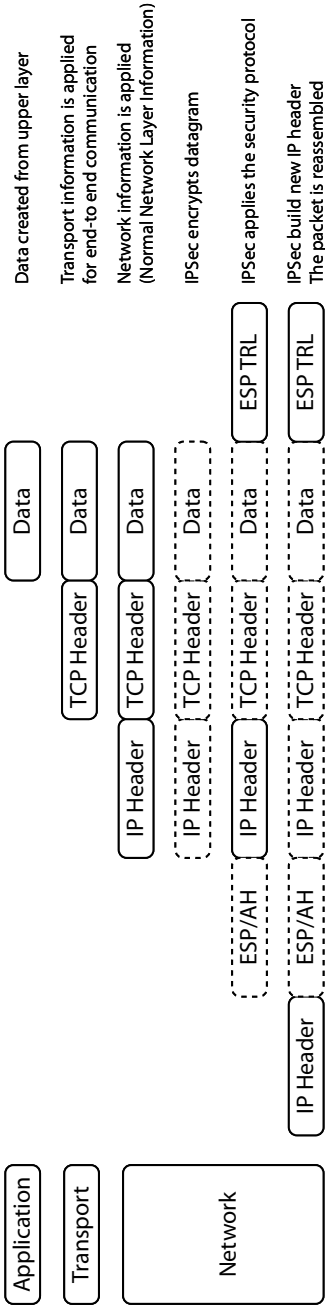 Application
Data
Data created from upper layer
Transport
TCP Header
Data
Transport information is applied
for end-to end communication
Network
IP Header
TCP Header
Data
Network information is applied
(Normal Network Layer Information)
IP Header
TCP Header
Data
IPSec encrypts datagram
ESP/AH
IP Header
TCP Header
Data
ESP TRL
IPSec applies the security protocol
IP Header
ESP/AH
IP Header
TCP Header
Data
ESP TRL
IPSec build new IP header
The packet is reassembled